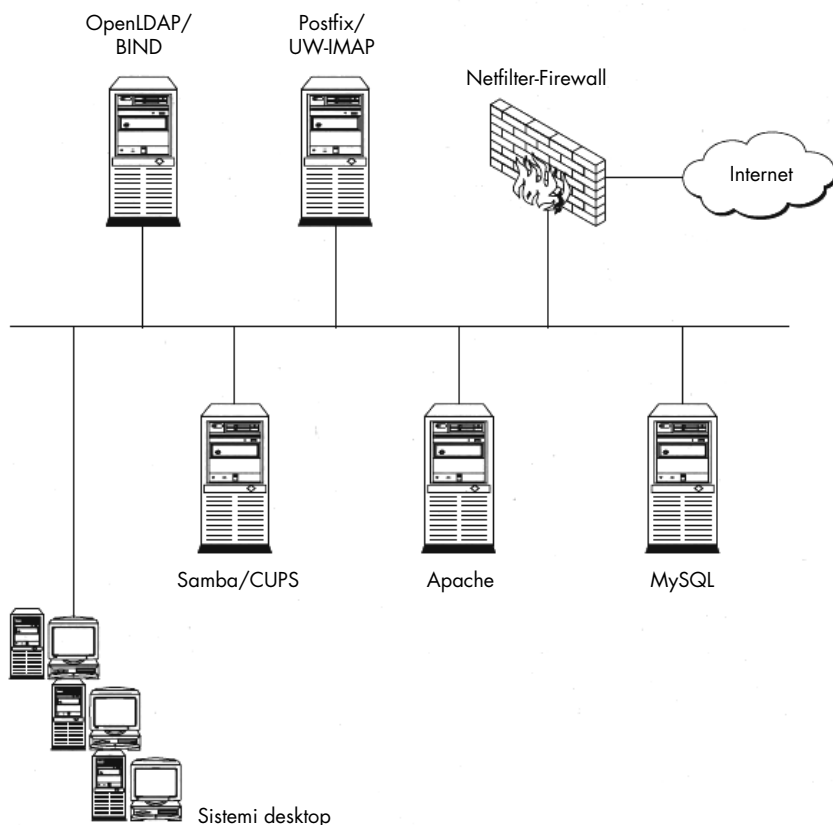 OpenLDAP/
BIND
Postfix/
UW-IMAP
Netfilter-Firewall
Internet
Samba/CUPS
Apache
MySQL
Sistemi desktop